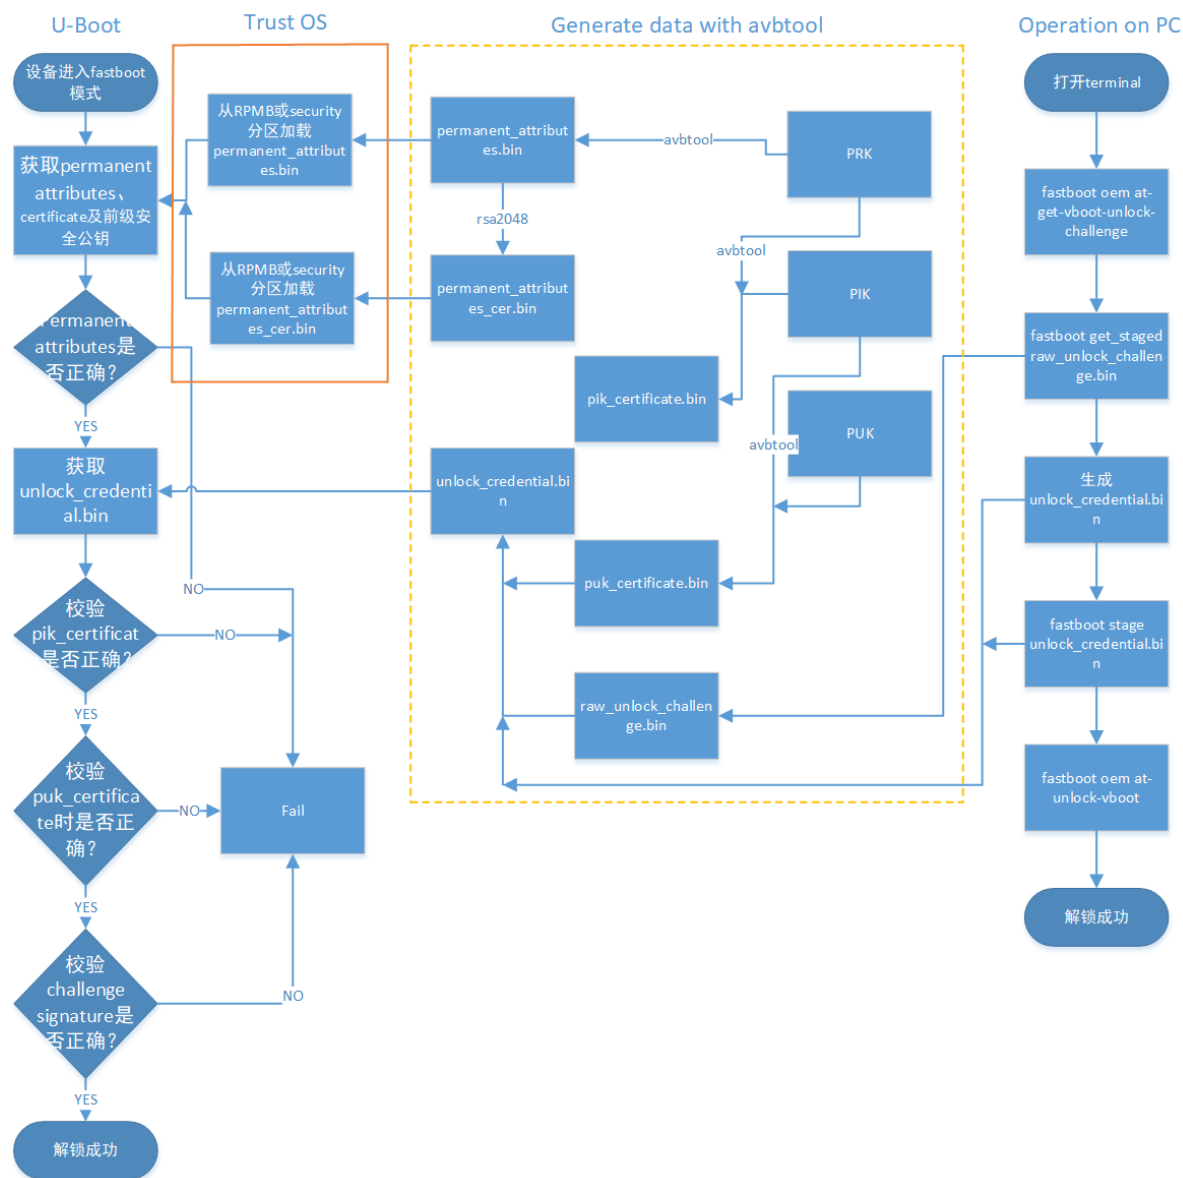 U-Boot
设备进入fastboot
模式
获取permanent
attributes、
certificate及前级安
全公钥
Permanent
attributes是
否正确？
YES
获取
unlock_credenti
al.bin
NO
校验
pik_certificat
是否正确？
NO
YES
校验
puk_certifica
te时是否正
确？
NO
YES
校验
challenge
signature是
否正确？
NO
YES
解锁成功
Fail
Trust OS
从RPMB或security
分区加载
permanent_attribut
es.bin
从RPMB或security
分区加载
permanent_attribut
es_cer.bin
Generate data with avbtool
permanent_attribut
es.bin
rsa2048
permanent_attribut
es_cer.bin
avbtool
PRK
avbtool
PIK
pik_certificate.bin
PUK
avbtool
unlock_credential.bi
n
puk_certificate.bin
raw_unlock_challen
ge.bin
Operation on PC
打开terminal
fastboot oem at-
get-vboot-unlock-
challenge
fastboot get_staged
raw_unlock_challen
ge.bin
生成
unlock_credential.bi
n
fastboot stage
unlock_credential.bi
n
fastboot oem at-
unlock-vboot
解锁成功